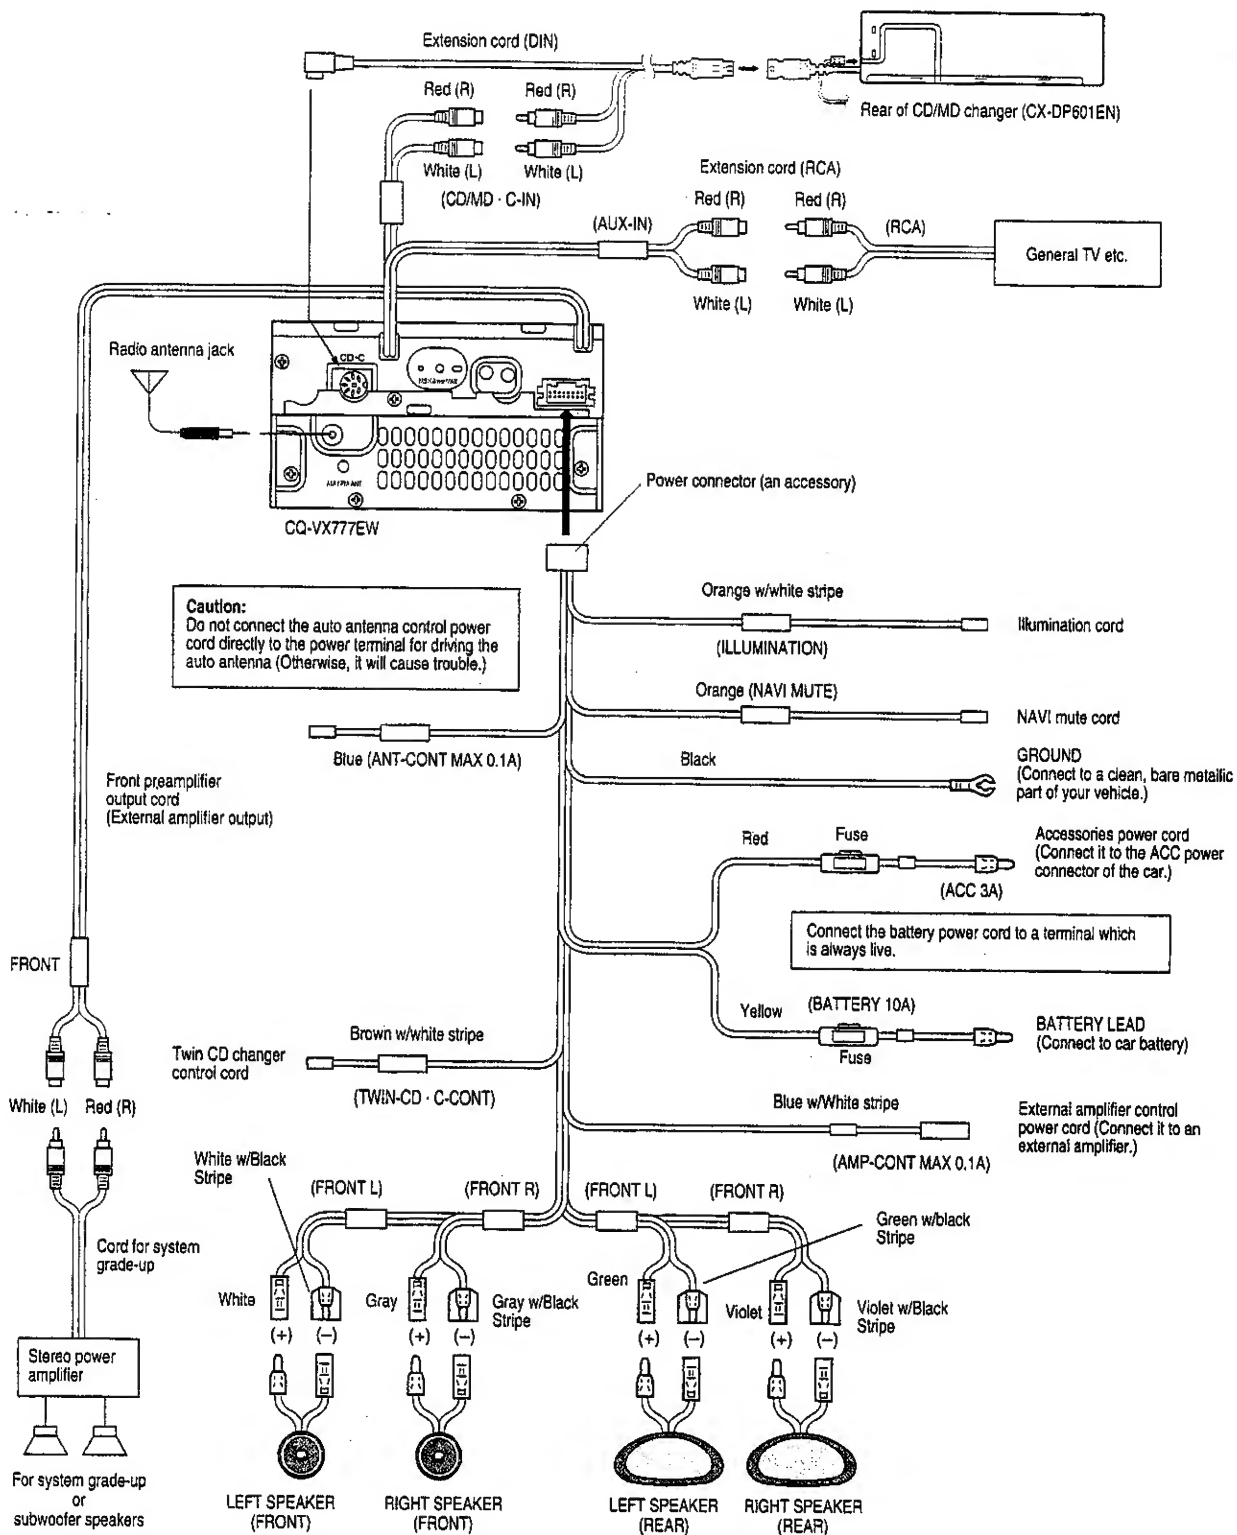 Extension cord (DIN)
Red (R)
Red (R)
White (L)
White (L)
(CD/MD · C-IN)
Rear of CD/MD changer (CX-DP601EN)
Extension cord (RCA)
Red (R)
Red (R)
(AUX-IN)
(RCA)
General TV etc.
White (L)
White (L)
Radio antenna jack
CD-C
CQ-VX777EW
Power connector (an accessory)
Caution:
Do not connect the auto antenna control power
cord directly to the power terminal for driving the
auto antenna (Otherwise, it will cause trouble.)
Orange w/white stripe
(ILLUMINATION)
Illumination cord
Orange (NAVI MUTE)
NAVI mute cord
Blue (ANT-CONT MAX 0.1A)
Black
GROUND
(Connect to a clean, bare metallic
part of your vehicle.)
Front preamplifier
output cord
(External amplifier output)
Red
Fuse
(ACC 3A)
Accessories power cord
(Connect it to the ACC power
connector of the car.)
Connect the battery power cord to a terminal which
is always live.
FRONT
Yellow
(BATTERY 10A)
Fuse
BATTERY LEAD
(Connect to car battery)
Twin CD changer
control cord
Brown w/white stripe
(TWIN-CD · C-CONT)
White (L)
Red (R)
Blue w/White stripe
(AMP-CONT MAX 0.1A)
External amplifier control
power cord (Connect it to an
external amplifier.)
White w/Black
Stripe
(FRONT L)
(FRONT R)
(FRONT L)
(FRONT R)
Green w/black
Stripe
Cord for system
grade-up
White
Gray
Gray w/Black
Stripe
Green
Violet
Violet w/Black
Stripe
(+)
(−)
(+)
(−)
(+)
(−)
(+)
(−)
Stereo power
amplifier
For system grade-up
or
subwoofer speakers
LEFT SPEAKER
(FRONT)
RIGHT SPEAKER
(FRONT)
LEFT SPEAKER
(REAR)
RIGHT SPEAKER
(REAR)